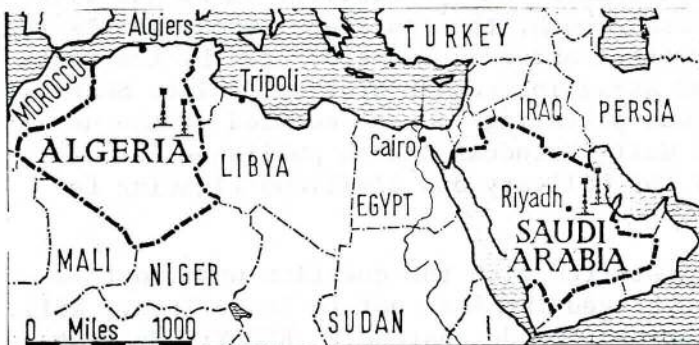 Algiers
TURKEY
MOROCCO
Tripoli
IRAQ
PERSIA
ALGERIA
LIBYA
Cairo
EGYPT
Riyadh
SAUDI
ARABIA
MALI
NIGER
SUDAN
0 Miles 1000